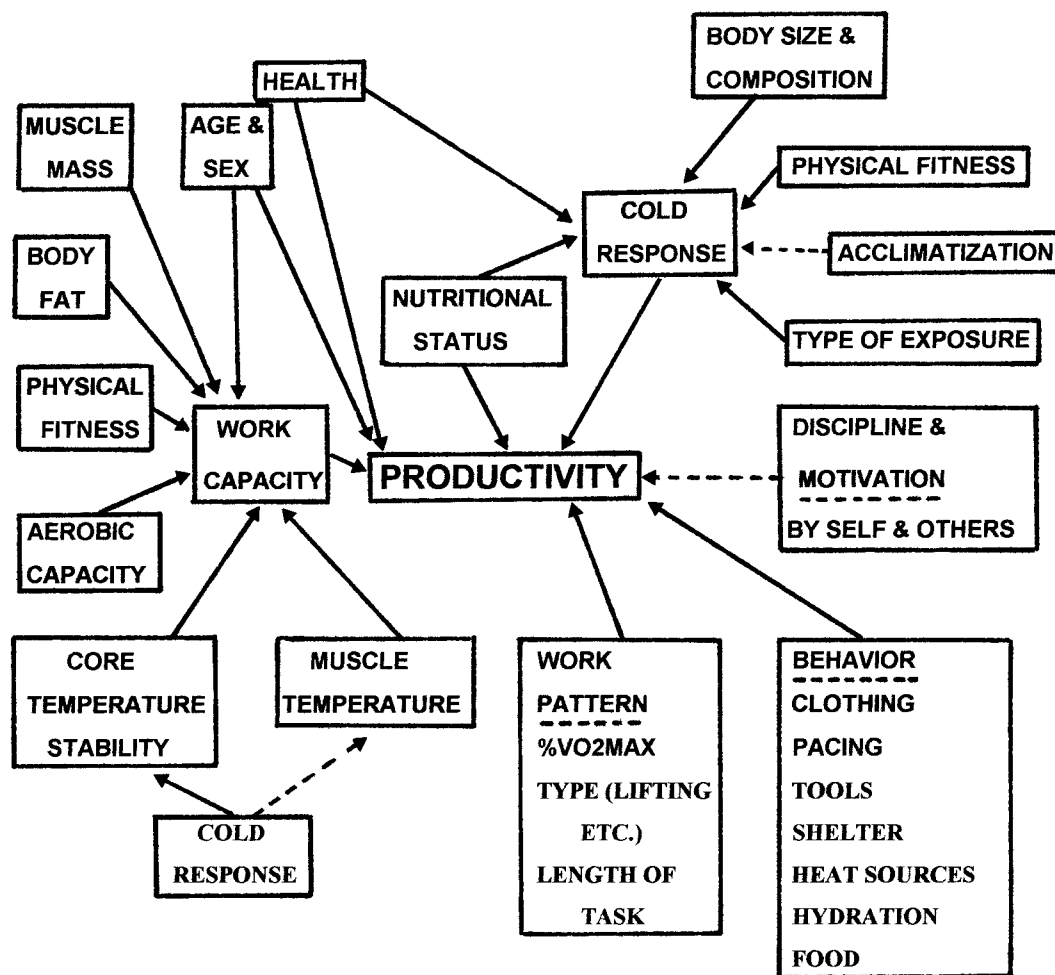 BODY SIZE &
COMPOSITION
HEALTH
MUSCLE
MASS
AGE &
SEX
PHYSICAL FITNESS
COLD
RESPONSE
ACCLIMATIZATION
BODY
FAT
NUTRITIONAL
STATUS
TYPE OF EXPOSURE
PHYSICAL
FITNESS
WORK
CAPACITY
PRODUCTIVITY
DISCIPLINE &
MOTIVATION
BY SELF & OTHERS
AEROBIC
CAPACITY
CORE
TEMPERATURE
STABILITY
MUSCLE
TEMPERATURE
WORK
PATTERN
%VO2MAX
TYPE (LIFTING
ETC.)
LENGTH OF
TASK
BEHAVIOR
CLOTHING
PACING
TOOLS
SHELTER
HEAT SOURCES
HYDRATION
FOOD
COLD
RESPONSE